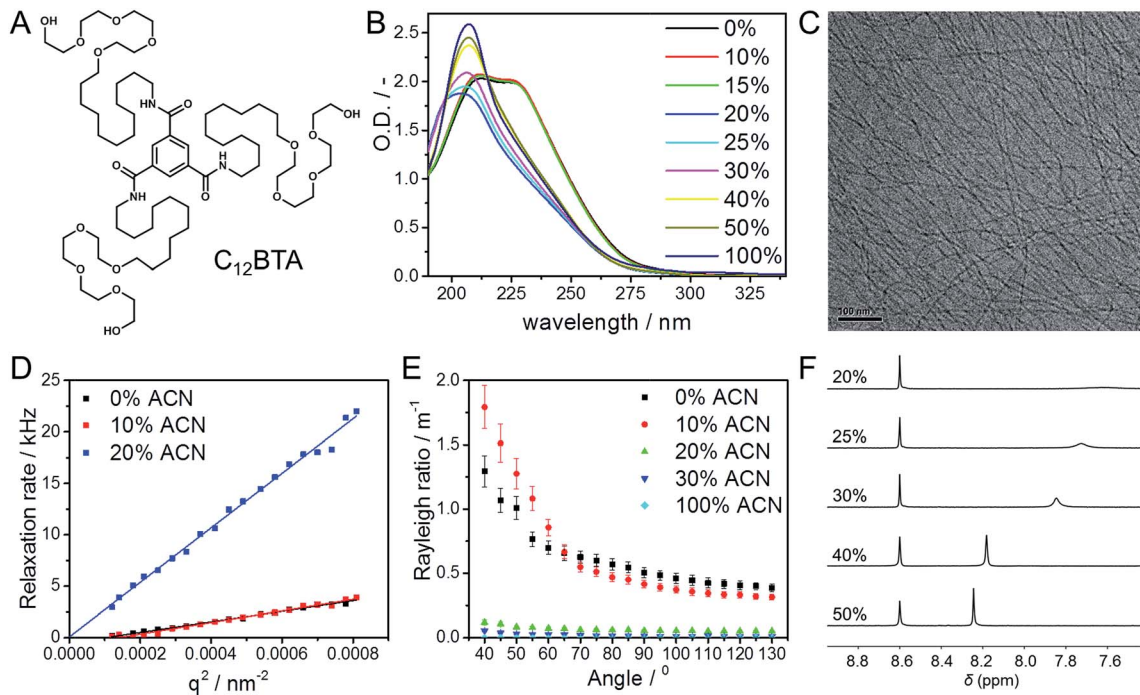 A
OH
O
O
O
O
HN
O
O
NH
O
N
H
O
O
O
O
OH
O
O
O
O
HO
C₁₂BTA
B
2.5
2.0
1.5
1.0
0.5
0.0
O.D. / -
200 225 250 275 300 325
wavelength / nm
0%
10%
15%
20%
25%
30%
40%
50%
100%
C
100 nm
D
25
20
15
10
5
0
Relaxation rate / kHz
0.0000 0.0002 0.0004 0.0006 0.0008
q² / nm⁻²
0% ACN
10% ACN
20% ACN
E
2.0
1.5
1.0
0.5
0.0
Rayleigh ratio / m⁻¹
40 50 60 70 80 90 100 110 120 130
Angle / ⁰
0% ACN
10% ACN
20% ACN
30% ACN
100% ACN
F
20%
25%
30%
40%
50%
8.8 8.6 8.4 8.2 8.0 7.8 7.6
δ (ppm)